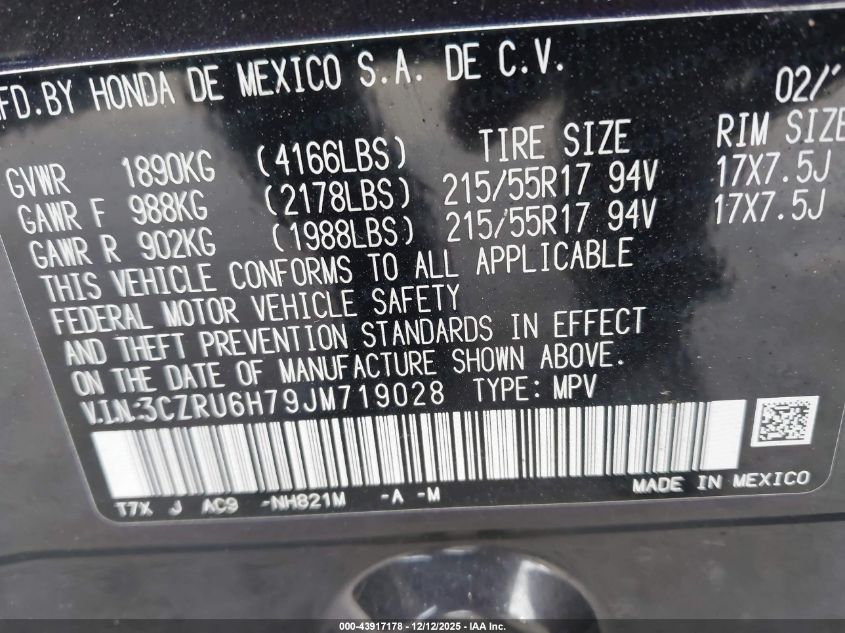 FD.BY HONDA DE MEXICO S.A. DE C.V. 02/
GVWR 1890KG (4166LBS) TIRE SIZE RIM SIZE
GAWR F 988KG (2178LBS) 215/55R17 94V 17X7.5J
GAWR R 902KG (1988LBS) 215/55R17 94V 17X7.5J
THIS VEHICLE CONFORMS TO ALL APPLICABLE
FEDERAL MOTOR VEHICLE SAFETY
AND THEFT PREVENTION STANDARDS IN EFFECT
ON THE DATE OF MANUFACTURE SHOWN ABOVE.
V.I.N:3CZRU6H79JM719028 TYPE: MPV
T7X J AC9 -NH821M -A -M MADE IN MEXICO
000-43917178 • 12/12/2025 • IAA Inc.